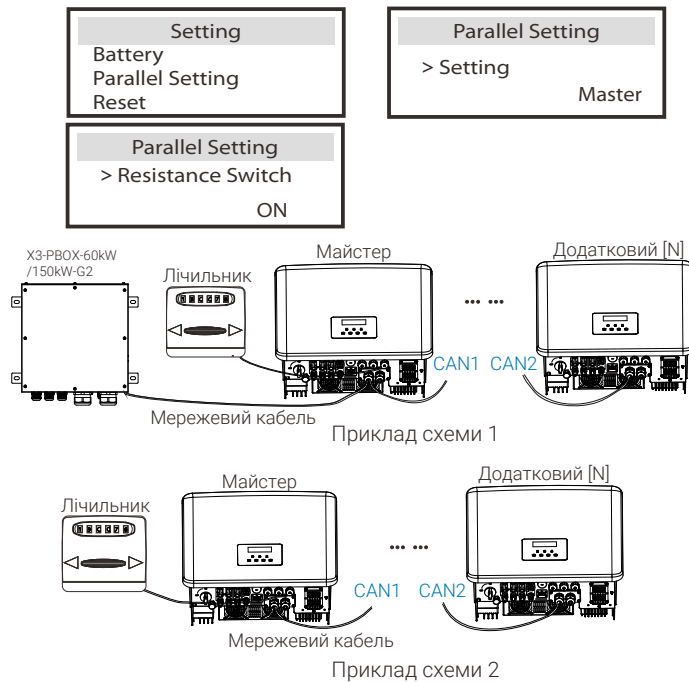 Setting
Battery
Parallel Setting
Reset
Parallel Setting
> Setting
Master
Parallel Setting
> Resistance Switch
ON
X3-PBOX-60kW
/150kW-G2
Лічильник
Майстер
Додатковий [N]
... ...
CAN1 CAN2
Мережевий кабель
Приклад схеми 1
Лічильник
Майстер
Додатковий [N]
... ...
CAN1 CAN2
Мережевий кабель
Приклад схеми 2